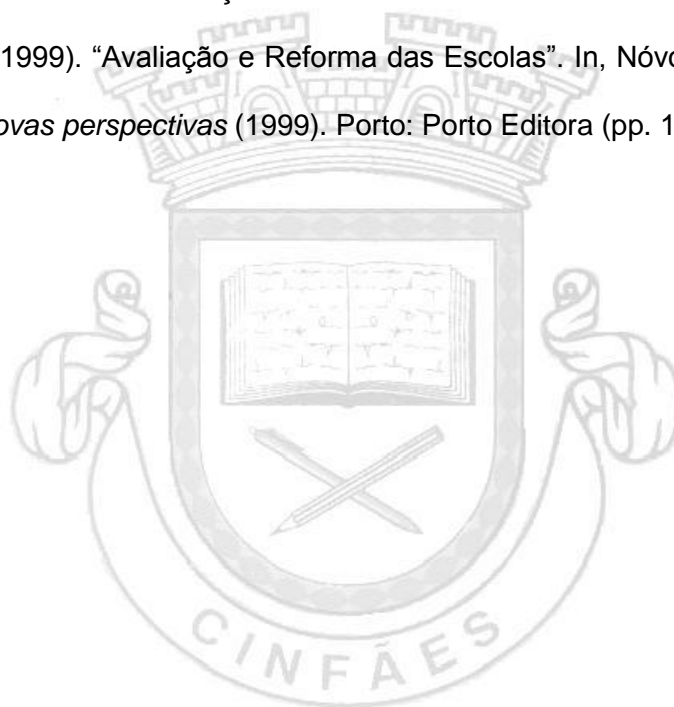 1999). “Avaliação e Reforma das Escolas”. In, Nóvo
ovas perspectivas (1999). Porto: Porto Editora (pp. 1
CINFÃES